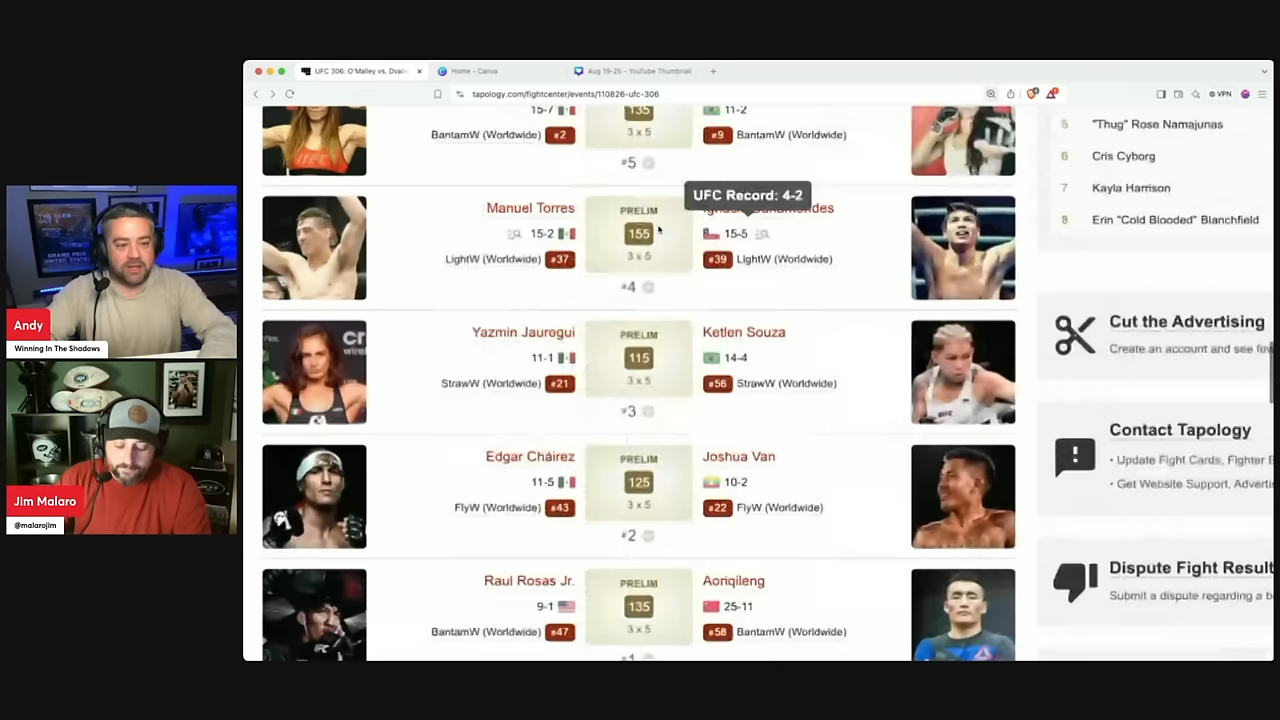 UFC 306: O'Malley vs. Dvalis
Home - Canva
Aug 19-25 - YouTube Thumbnail
tapology.com/fightcenter/events/110826-ufc-306
VPN
15-7
135
11-2
BantamW (Worldwide) #2
3 x 5
#9 BantamW (Worldwide)
#5
UFC Record: 4-2
Manuel Torres
PRELIM
15-2
155
15-5
LightW (Worldwide) #37
3 x 5
#39 LightW (Worldwide)
#4
Yazmin Jauregui
PRELIM
Ketlen Souza
11-1
115
14-4
StrawW (Worldwide) #21
3 x 5
#56 StrawW (Worldwide)
#3
Edgar Cháirez
PRELIM
Joshua Van
11-5
125
10-2
FlyW (Worldwide) #43
3 x 5
#22 FlyW (Worldwide)
#2
Raul Rosas Jr.
PRELIM
Aoriqileng
9-1
135
25-11
BantamW (Worldwide) #47
3 x 5
#58 BantamW (Worldwide)
#1
5 "Thug" Rose Namajunas
6 Cris Cyborg
7 Kayla Harrison
8 Erin "Cold Blooded" Blanchfield
Cut the Advertising
Create an account and see
Contact Tapology
• Update Fight Cards, Fighter
• Get Website Support,
Dispute Fight Result
Submit a dispute regarding a
Andy
Winning In The Shadows
Jim Malaro
@malarojim